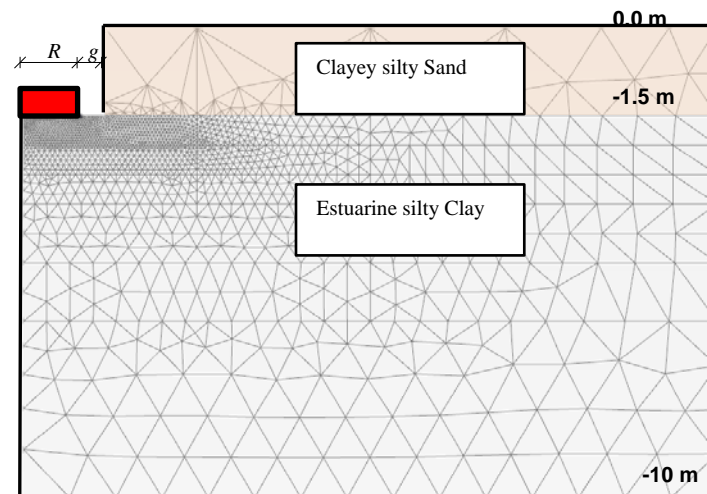 0.0 m
R
g
Clayey silty Sand
-1.5 m
Estuarine silty Clay
-10 m